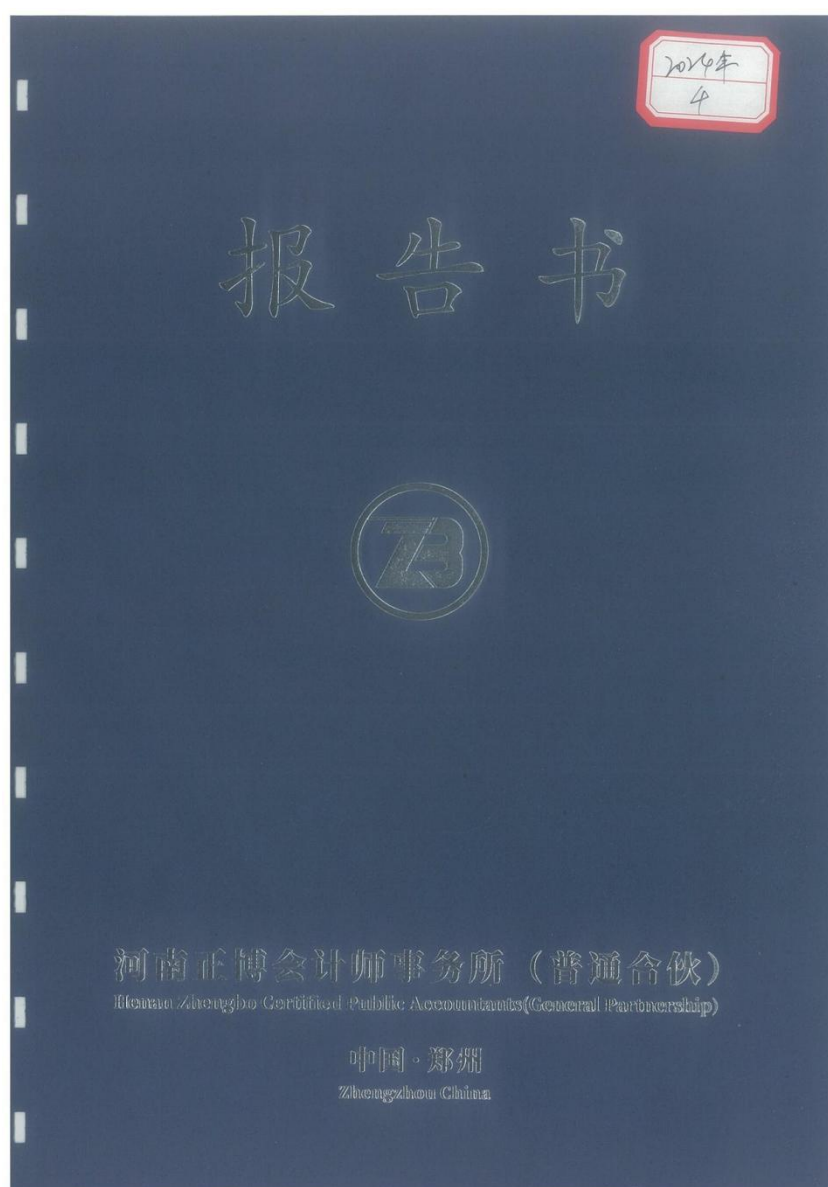 2024年
4
报告书
ZB
河南正博会计师事务所（普通合伙）
Henan Zhengbo Certified Public Accountants(General Partnership)
中国·郑州
Zhengzhou China